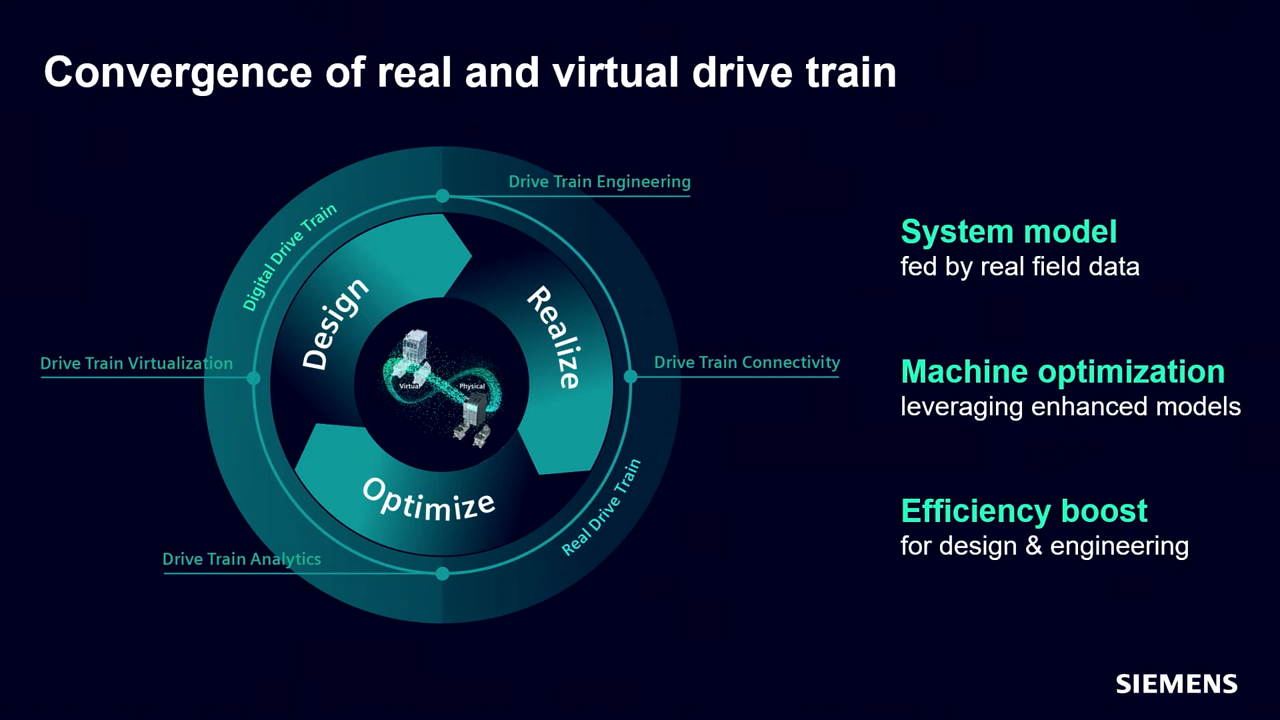 Convergence of real and virtual drive train
Drive Train Engineering
Digital Drive Train
Design
Realize
Drive Train Virtualization
Drive Train Connectivity
Virtual
Physical
Optimize
Real Drive Train
Drive Train Analytics
System model
fed by real field data
Machine optimization
leveraging enhanced models
Efficiency boost
for design & engineering
SIEMENS